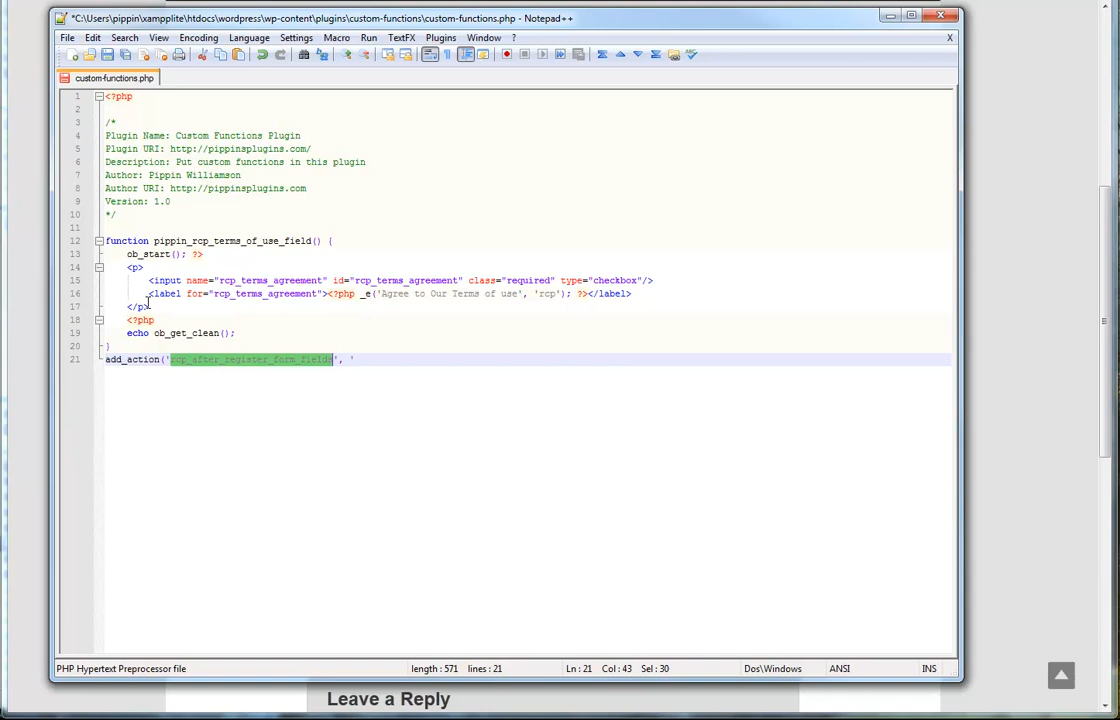 *C:\Users\pippin\xampplite\htdocs\wordpress\wp-content\plugins\custom-functions\custom-functions.php - Notepad++
File Edit Search View Encoding Language Settings Macro Run TextFX Plugins Window ? X
custom-functions.php
1 <?php
2
3 /*
4 Plugin Name: Custom Functions Plugin
5 Plugin URI: http://pippinsplugins.com/
6 Description: Put custom functions in this plugin
7 Author: Pippin Williamson
8 Author URI: http://pippinsplugins.com
9 Version: 1.0
10 */
11
12 function pippin_rcp_terms_of_use_field() {
13 ob_start(); ?>
14 <p>
15 <input name="rcp_terms_agreement" id="rcp_terms_agreement" class="required" type="checkbox"/>
16 <label for="rcp_terms_agreement"><?php _e('Agree to Our Terms of use', 'rcp'); ?></label>
17 </p>
18 <?php
19 echo ob_get_clean();
20 }
21 add_action('rcp_after_register_form_fields', '
PHP Hypertext Preprocessor file length : 571 lines : 21 Ln : 21 Col : 43 Sel : 30 Dos\Windows ANSI INS
Leave a Reply